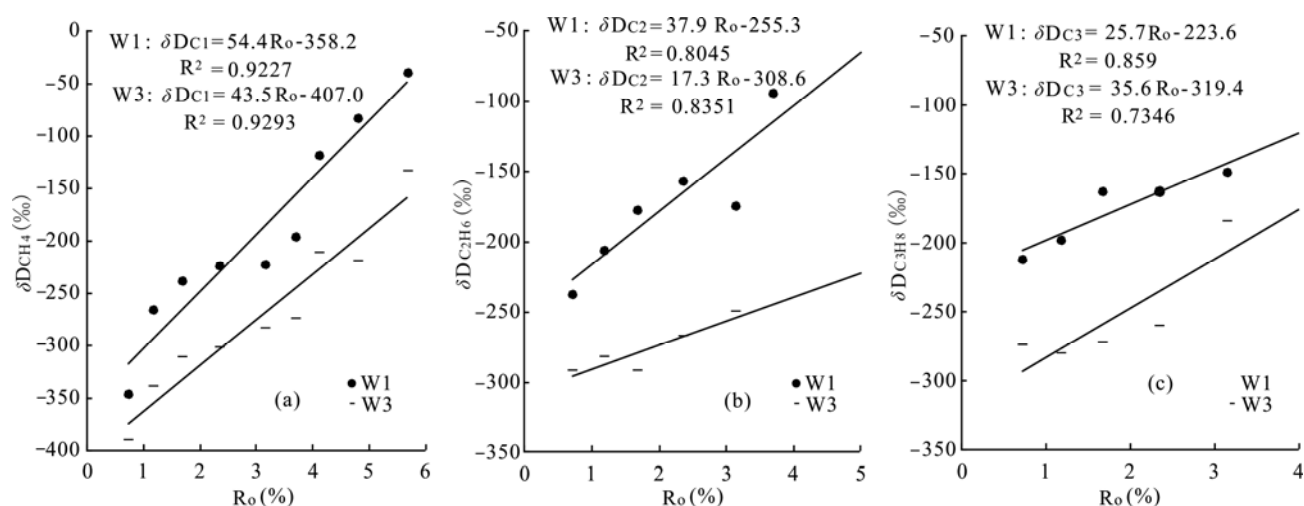 W1: δDC1=54.4Ro-358.2
R² = 0.9227
W3: δDC1=43.5Ro-407.0
R² = 0.9293
0
-50
-100
-150
-200
-250
-300
-350
-400
δDCH4(‰)
0 1 2 3 4 5 6
Ro(%)
(a)
W1
W3
W1: δDC2=37.9 Ro-255.3
R² = 0.8045
W3: δDC2= 17.3 Ro-308.6
R² = 0.8351
-50
-100
-150
-200
-250
-300
-350
δDC2H6(‰)
0 1 2 3 4 5
Ro(%)
(b)
W1
W3
W1: δDC3= 25.7Ro-223.6
R² = 0.859
W3: δDC3= 35.6Ro-319.4
R² = 0.7346
-50
-100
-150
-200
-250
-300
-350
δDC3H8(‰)
0 1 2 3 4
Ro(%)
(c)
W1
W3